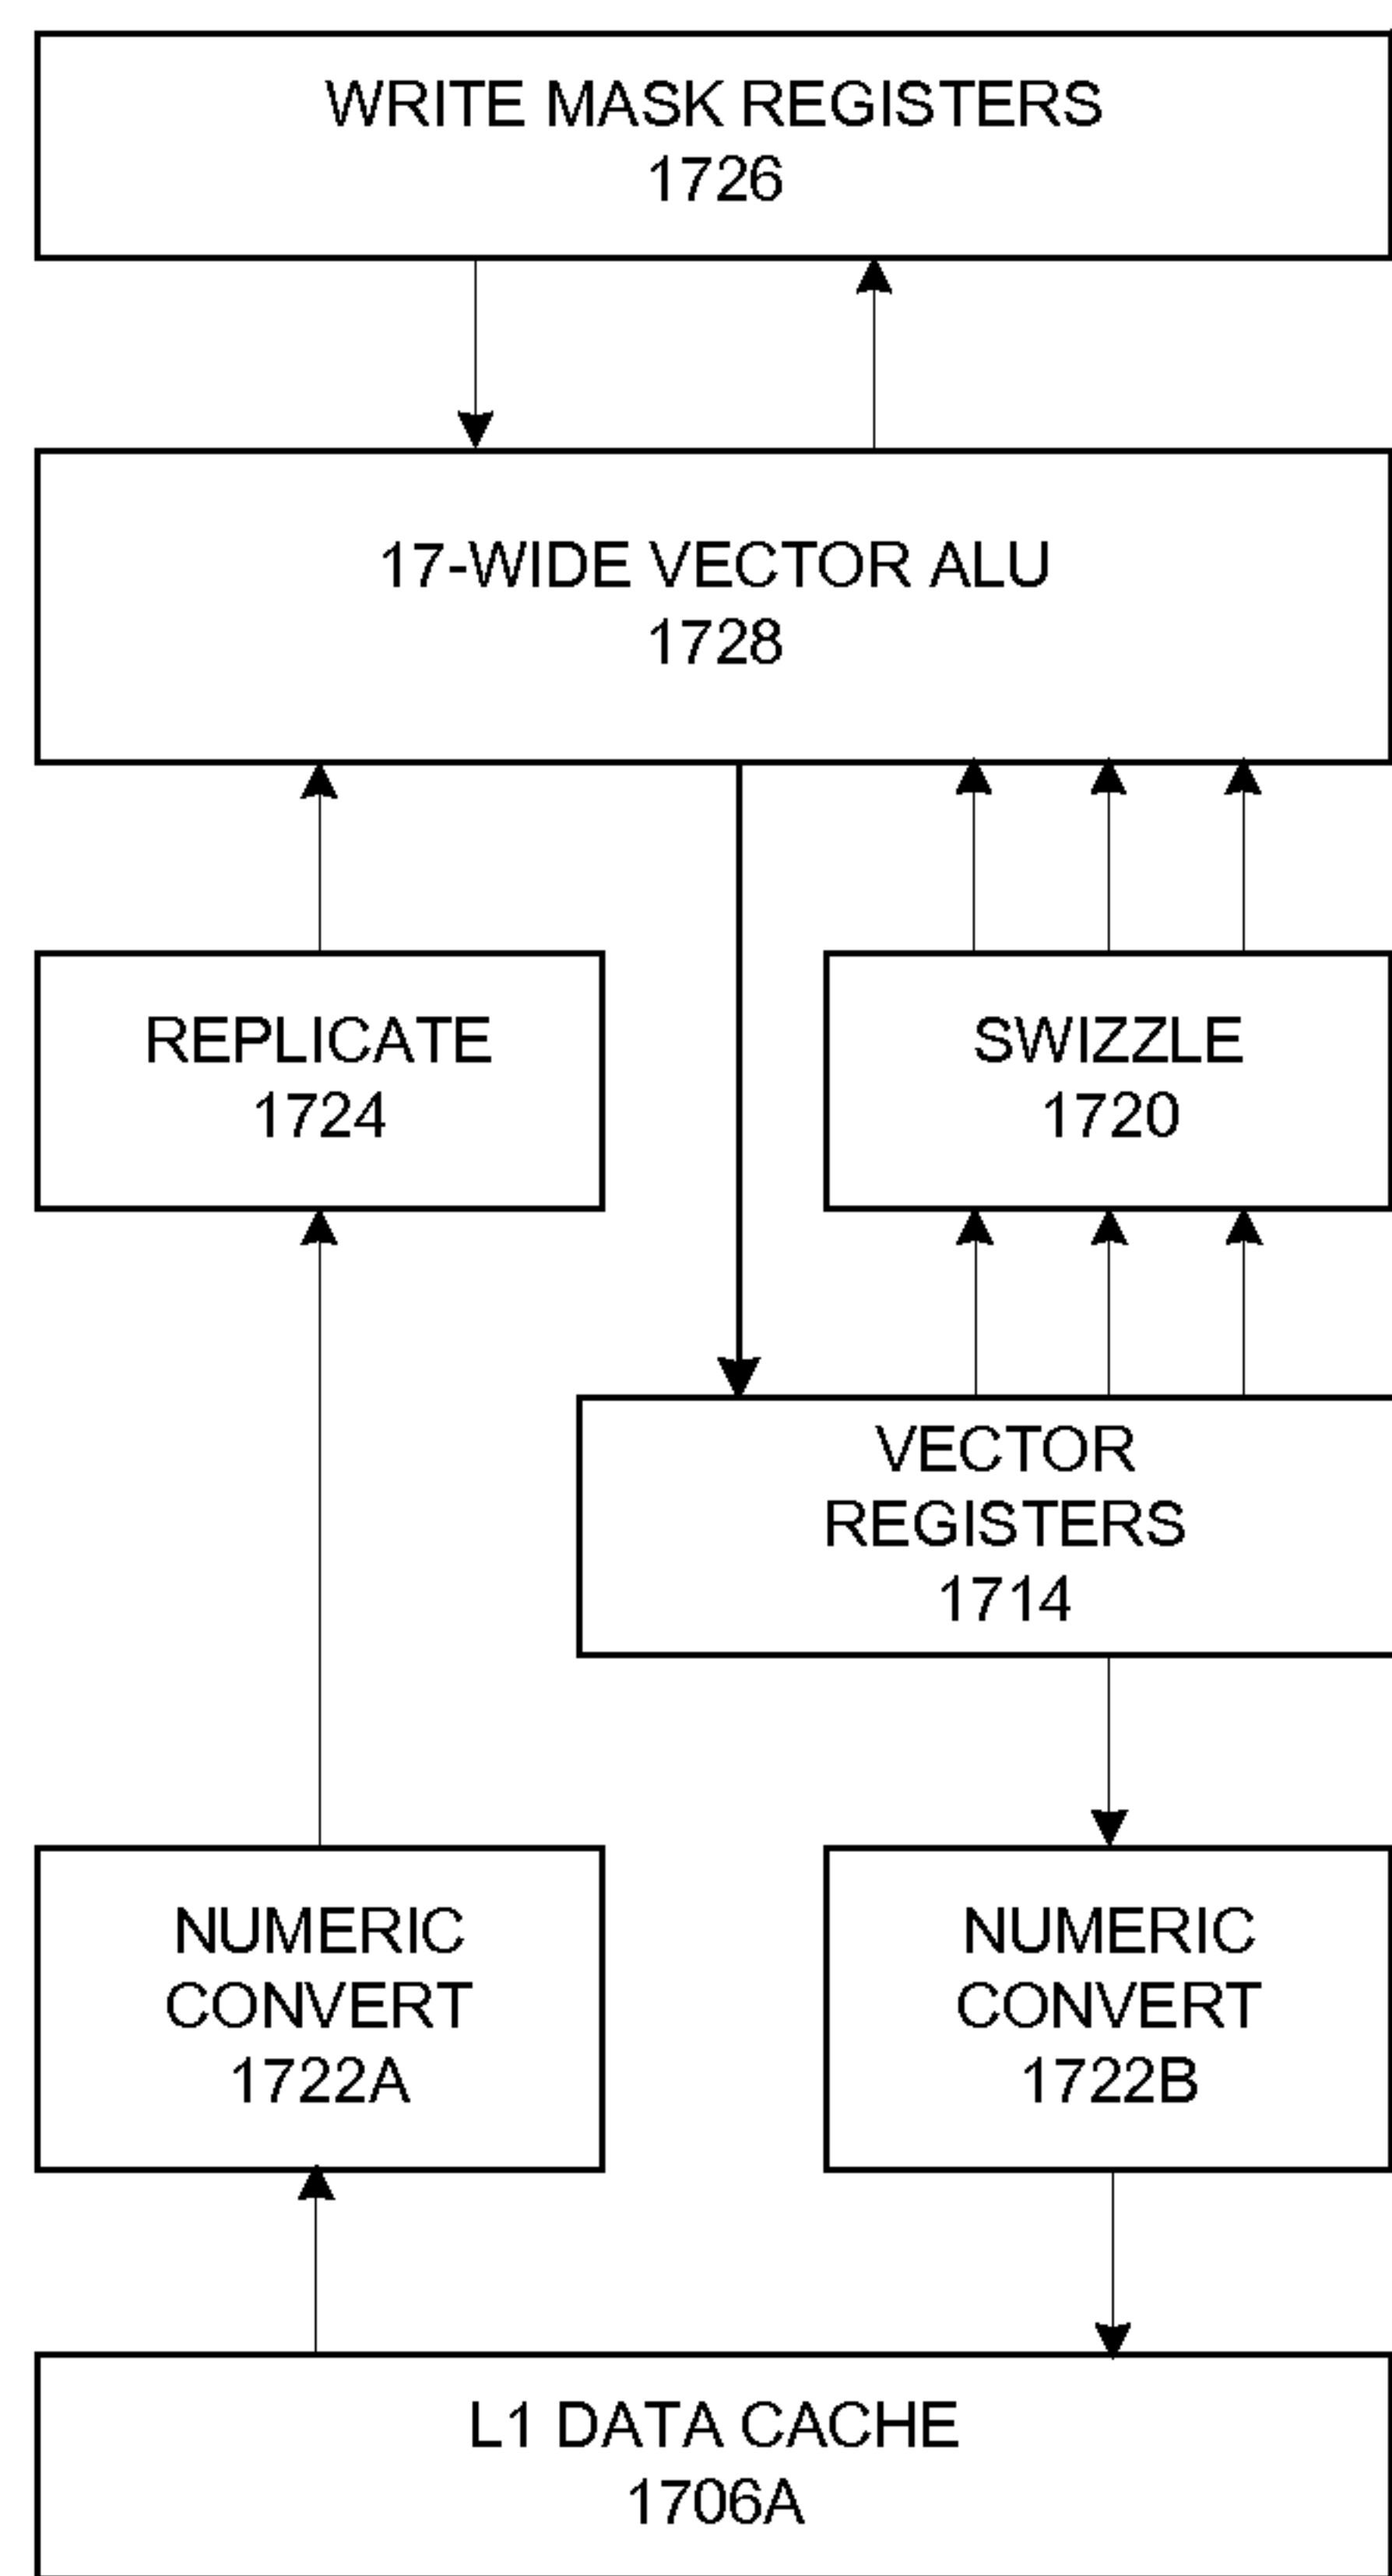 WRITE MASK REGISTERS
1726
17-WIDE VECTOR ALU
1728
REPLICATE
1724
SWIZZLE
1720
VECTOR
REGISTERS
1714
NUMERIC
CONVERT
1722A
NUMERIC
CONVERT
1722B
L1 DATA CACHE
1706A